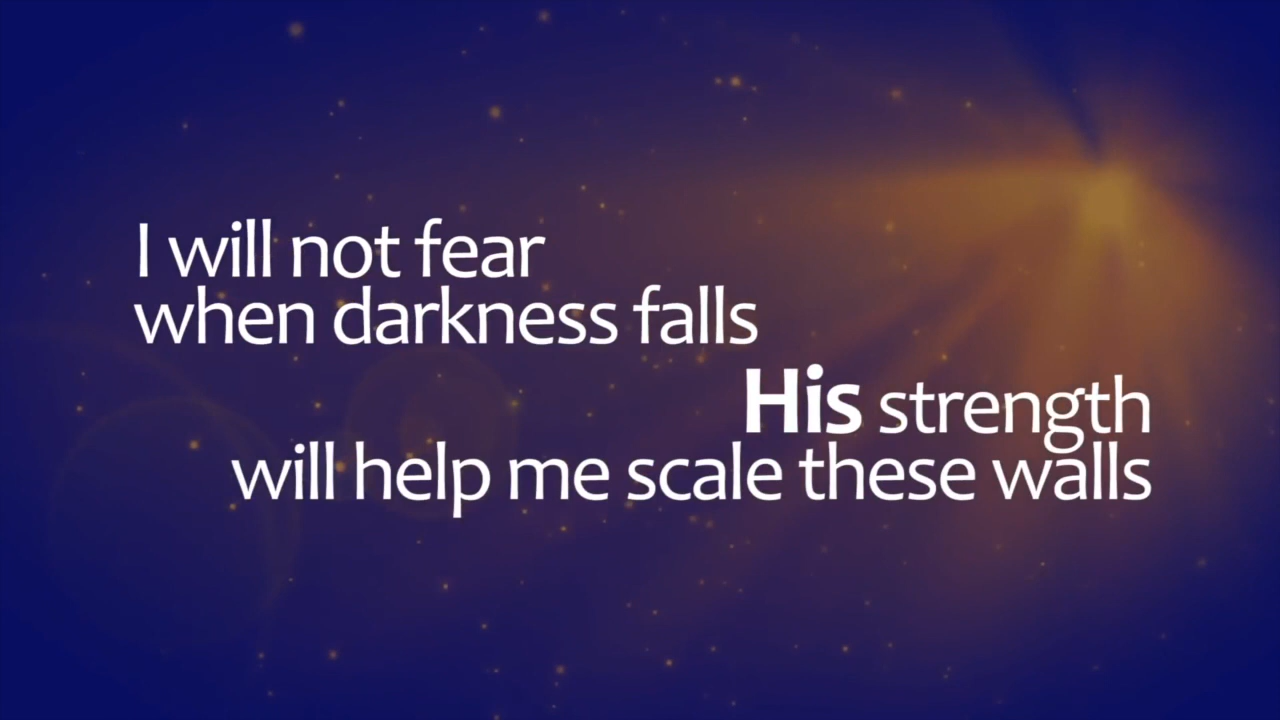 I will not fear
when darkness falls
His strength
will help me scale these walls